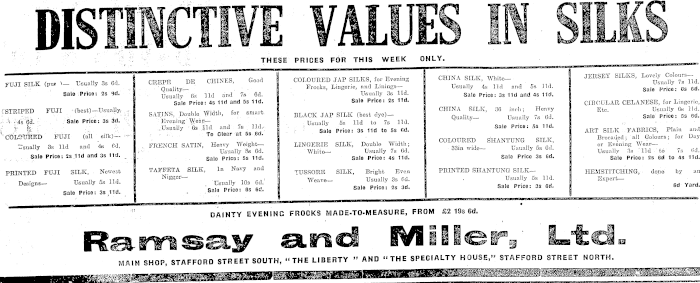 DISTINCTIVE VALUES IN SILKS
THESE PRICES FOR THIS WEEK ONLY.
FUJI SILK Usually 3s 6d.
Sale Price: 2s 9d.
STRIPED FUJI (best)—Usually
4s 6d. Sale Price: 3s 3d.
COLOURED FUJI (all silk)—
Usually 3s 11d and 4s 6d.
Sale Price: 2s 11d and 3s 11d.
PRINTED FUJI SILK, Newest
Designs— Usually 5s 11d.
Sale Price: 3s 11d.
CREPE DE CHINES, Good
Quality—
Usually 6s 11d and 7s 6d.
Sale Price: 4s 11d and 5s 11d.
SATINS, Double Width, for smart
Evening Wear—
Usually 6s 11d and 7s 11d.
To Clear at 5s 6d.
FRENCH SATIN, Heavy Weight—
Usually 8s 6d.
Sale Price: 5s 11d.
TAFFETA SILK, in Navy and
Nigger—
Usually 10s 6d.
Sale Price: 8s 6d.
COLOURED JAP SILKS, for Evening
Frocks, Lingerie, and Linings—
Usually 3s 11d.
Sale Price: 2s 11d.
BLACK JAP SILK (best dye)—
Usually 5s 11d to 7s 11d.
Sale Price: 3s 11d to 5s 6d.
LINGERIE SILK, Double Width;
White— Usually 7s 6d.
Sale Price: 4s 11d.
TUSSORE SILK, Bright Even
Weave— Usually 3s 6d.
Sale Price: 2s 3d.
CHINA SILK, White—
Usually 4s 11d and 5s 11d.
Sale Price: 3s 11d and 4s 11d.
CHINA SILK, 36 inch; Heavy
Quality— Usually 7s 6d.
Sale Price: 5s 11d.
COLOURED SHANTUNG SILK,
33in wide— Usually 6s 6d.
Sale Price: 3s 6d.
PRINTED SHANTUNG SILK—
Usually 5s 11d.
Sale Price: 2s 6d.
JERSEY SILKS, Lovely Colours—
Usually 7s 11d.
Sale Price: 6s 6d.
CIRCULAR CELANESE, for Lingerie,
Etc. Usually 6s 6d.
Sale Price: 3s 6d.
ART SILK FABRICS, Plain and
Brocaded; all Colours; for Day
or Evening Wear—
Usually 3s 11d to 7s 6d.
Sale Price: 2s 6d to 4s 11d.
HEMSTITCHING, done by an
Expert—
6d Yard.
DAINTY EVENING FROCKS MADE-TO-MEASURE, FROM £2 19s 6d.
Ramsay and Miller, Ltd.
MAIN SHOP, STAFFORD STREET SOUTH, "THE LIBERTY" AND "THE SPECIALTY HOUSE," STAFFORD STREET NORTH.